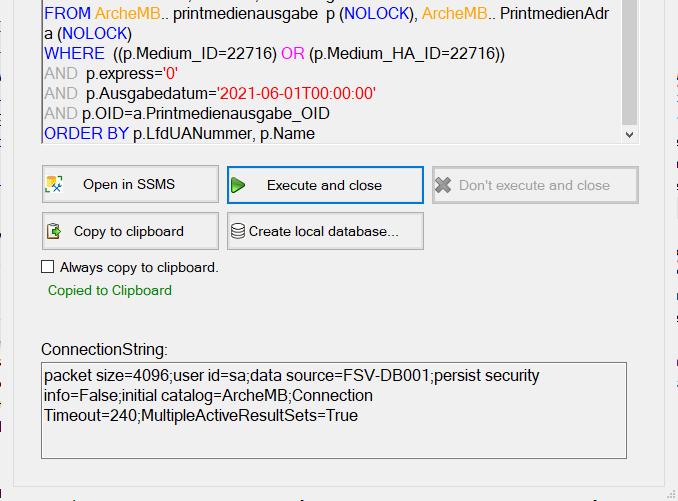 FROM ArcheMB.. printmedienausgabe p (NOLOCK), ArcheMB.. PrintmedienAdr
a (NOLOCK)
WHERE ((p.Medium_ID=22716) OR (p.Medium_HA_ID=22716))
AND p.express='0'
AND p.Ausgabedatum='2021-06-01T00:00:00'
AND p.OID=a.Printmedienausgabe_OID
ORDER BY p.LfdUANummer, p.Name
Open in SSMS
Execute and close
Don't execute and close
Copy to clipboard
Create local database...
Always copy to clipboard.
Copied to Clipboard
ConnectionString:
packet size=4096;user id=sa;data source=FSV-DB001;persist security
info=False;initial catalog=ArcheMB;Connection
Timeout=240;MultipleActiveResultSets=True